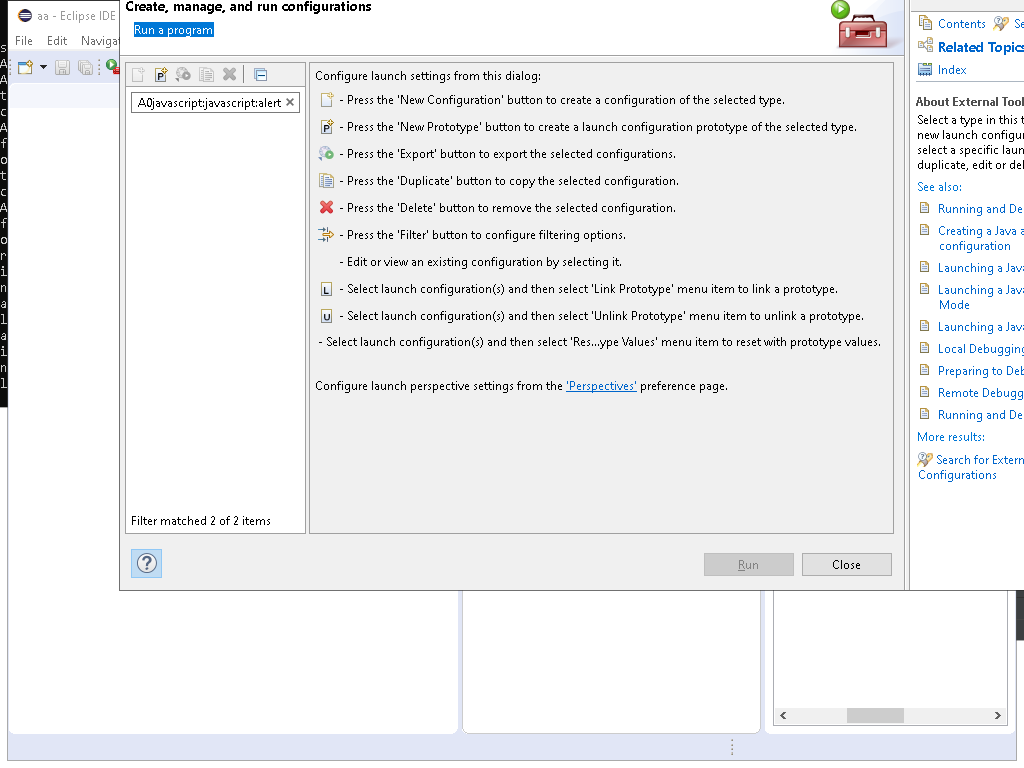 aa - Eclipse IDE
File Edit Navigat
Create, manage, and run configurations
Run a program
A0javascript:javascript:alert
Filter matched 2 of 2 items
Configure launch settings from this dialog:
- Press the 'New Configuration' button to create a configuration of the selected type.
- Press the 'New Prototype' button to create a launch configuration prototype of the selected type.
- Press the 'Export' button to export the selected configurations.
- Press the 'Duplicate' button to copy the selected configuration.
- Press the 'Delete' button to remove the selected configuration.
- Press the 'Filter' button to configure filtering options.
- Edit or view an existing configuration by selecting it.
L - Select launch configuration(s) and then select 'Link Prototype' menu item to link a prototype.
U - Select launch configuration(s) and then select 'Unlink Prototype' menu item to unlink a prototype.
- Select launch configuration(s) and then select 'Res...ype Values' menu item to reset with prototype values.
Configure launch perspective settings from the 'Perspectives' preference page.
?
Run Close
Contents Se
Related Topics
Index
About External Tool
Select a type in this t
new launch configur
select a specific laun
duplicate, edit or del
See also:
Running and De
Creating a Java a
configuration
Launching a Java
Launching a Java
Mode
Launching a Java
Local Debugging
Preparing to Deb
Remote Debugg
Running and De
More results:
Search for Extern
Configurations